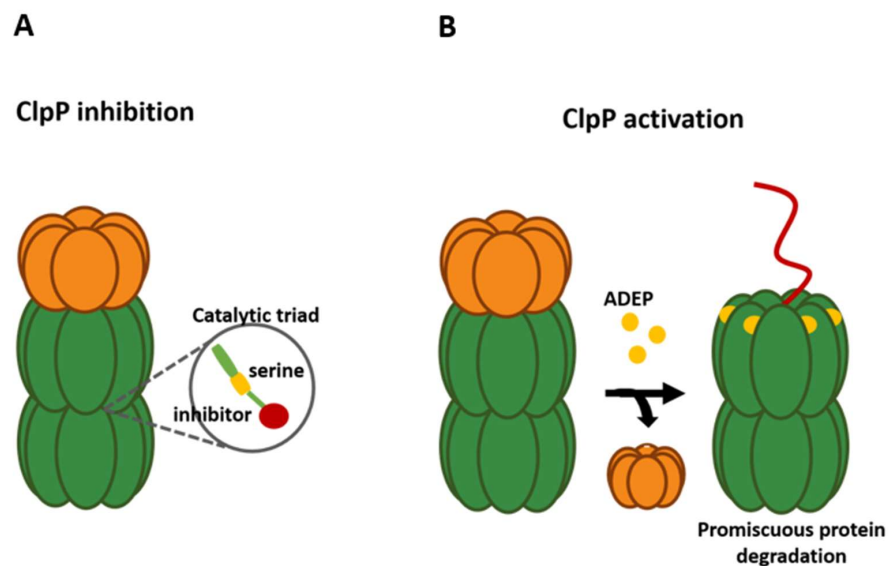 A
B
ClpP inhibition
ClpP activation
Catalytic triad
serine
inhibitor
ADEP
Promiscuous protein
degradation